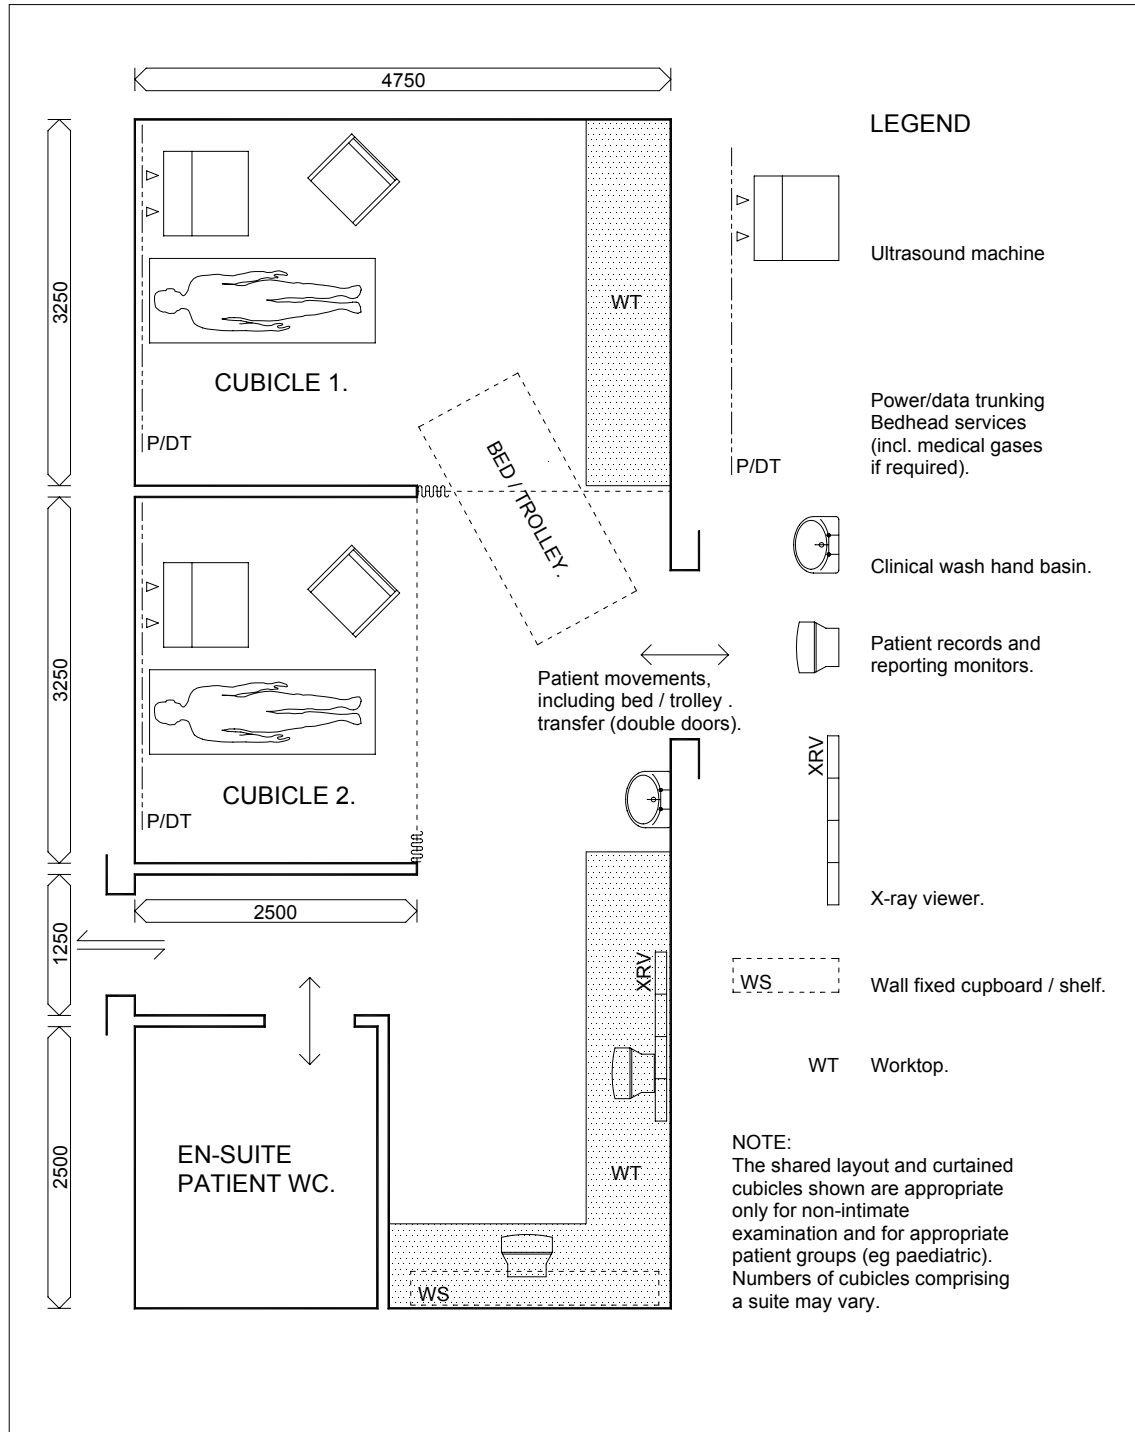 4750
LEGEND
3250
Ultrasound machine
WT
CUBICLE 1.
P/DT
BED / TROLLEY.
Power/data trunking
Bedhead services
(incl. medical gases
if required).
P/DT
Clinical wash hand basin.
3250
Patient records and
reporting monitors.
Patient movements,
including bed / trolley .
transfer (double doors).
XRV
CUBICLE 2.
P/DT
X-ray viewer.
2500
1250
XRV
WS
Wall fixed cupboard / shelf.
WT
Worktop.
2500
EN-SUITE
PATIENT WC.
WT
WS
NOTE:
The shared layout and curtained
cubicles shown are appropriate
only for non-intimate
examination and for appropriate
patient groups (eg paediatric).
Numbers of cubicles comprising
a suite may vary.